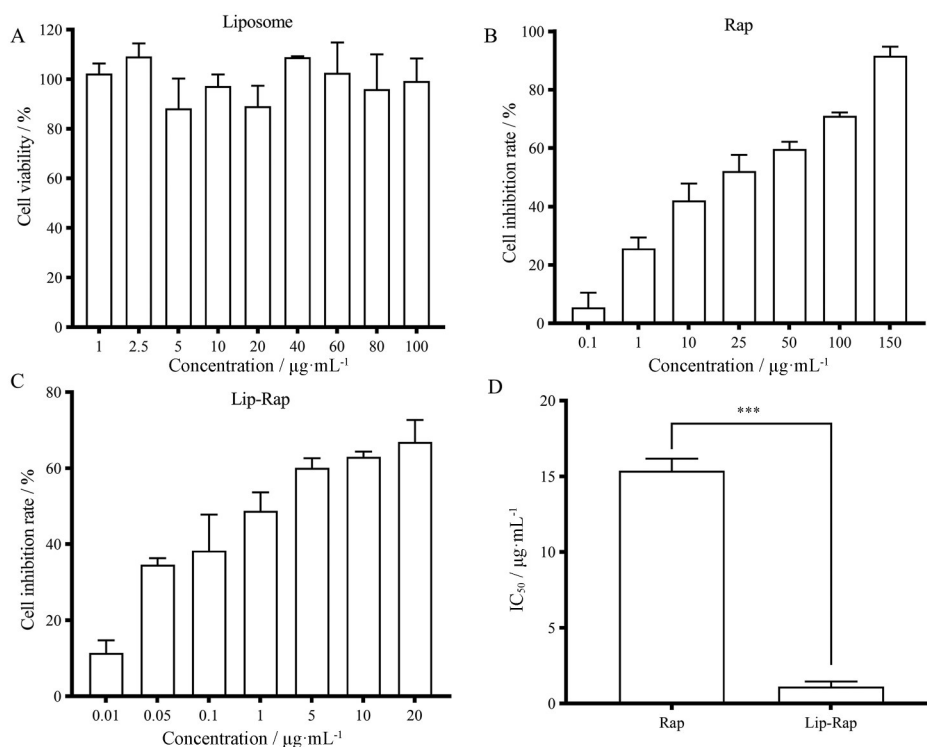 A
Liposome
Cell viability / %
120
100
80
60
40
20
0
1 2.5 5 10 20 40 60 80 100
Concentration / μg·mL⁻¹
B
Rap
Cell inhibition rate / %
100
80
60
40
20
0
0.1 1 10 25 50 100 150
Concentration / μg·mL⁻¹
C
Lip-Rap
Cell inhibition rate / %
80
60
40
20
0
0.01 0.05 0.1 1 5 10 20
Concentration / μg·mL⁻¹
D
***
IC₅₀ / μg·mL⁻¹
20
15
10
5
0
Rap Lip-Rap